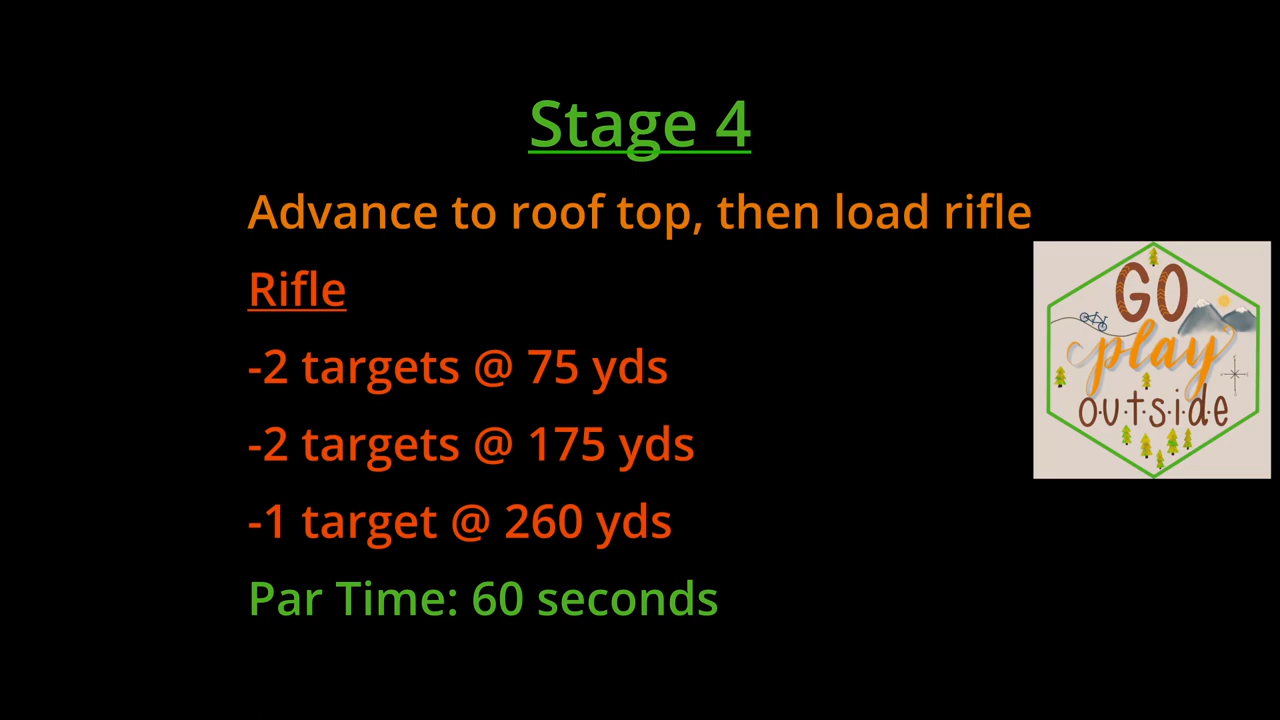 Stage 4
Advance to roof top, then load rifle
Rifle
-2 targets @ 75 yds
-2 targets @ 175 yds
-1 target @ 260 yds
Par Time: 60 seconds
GO
play
outside